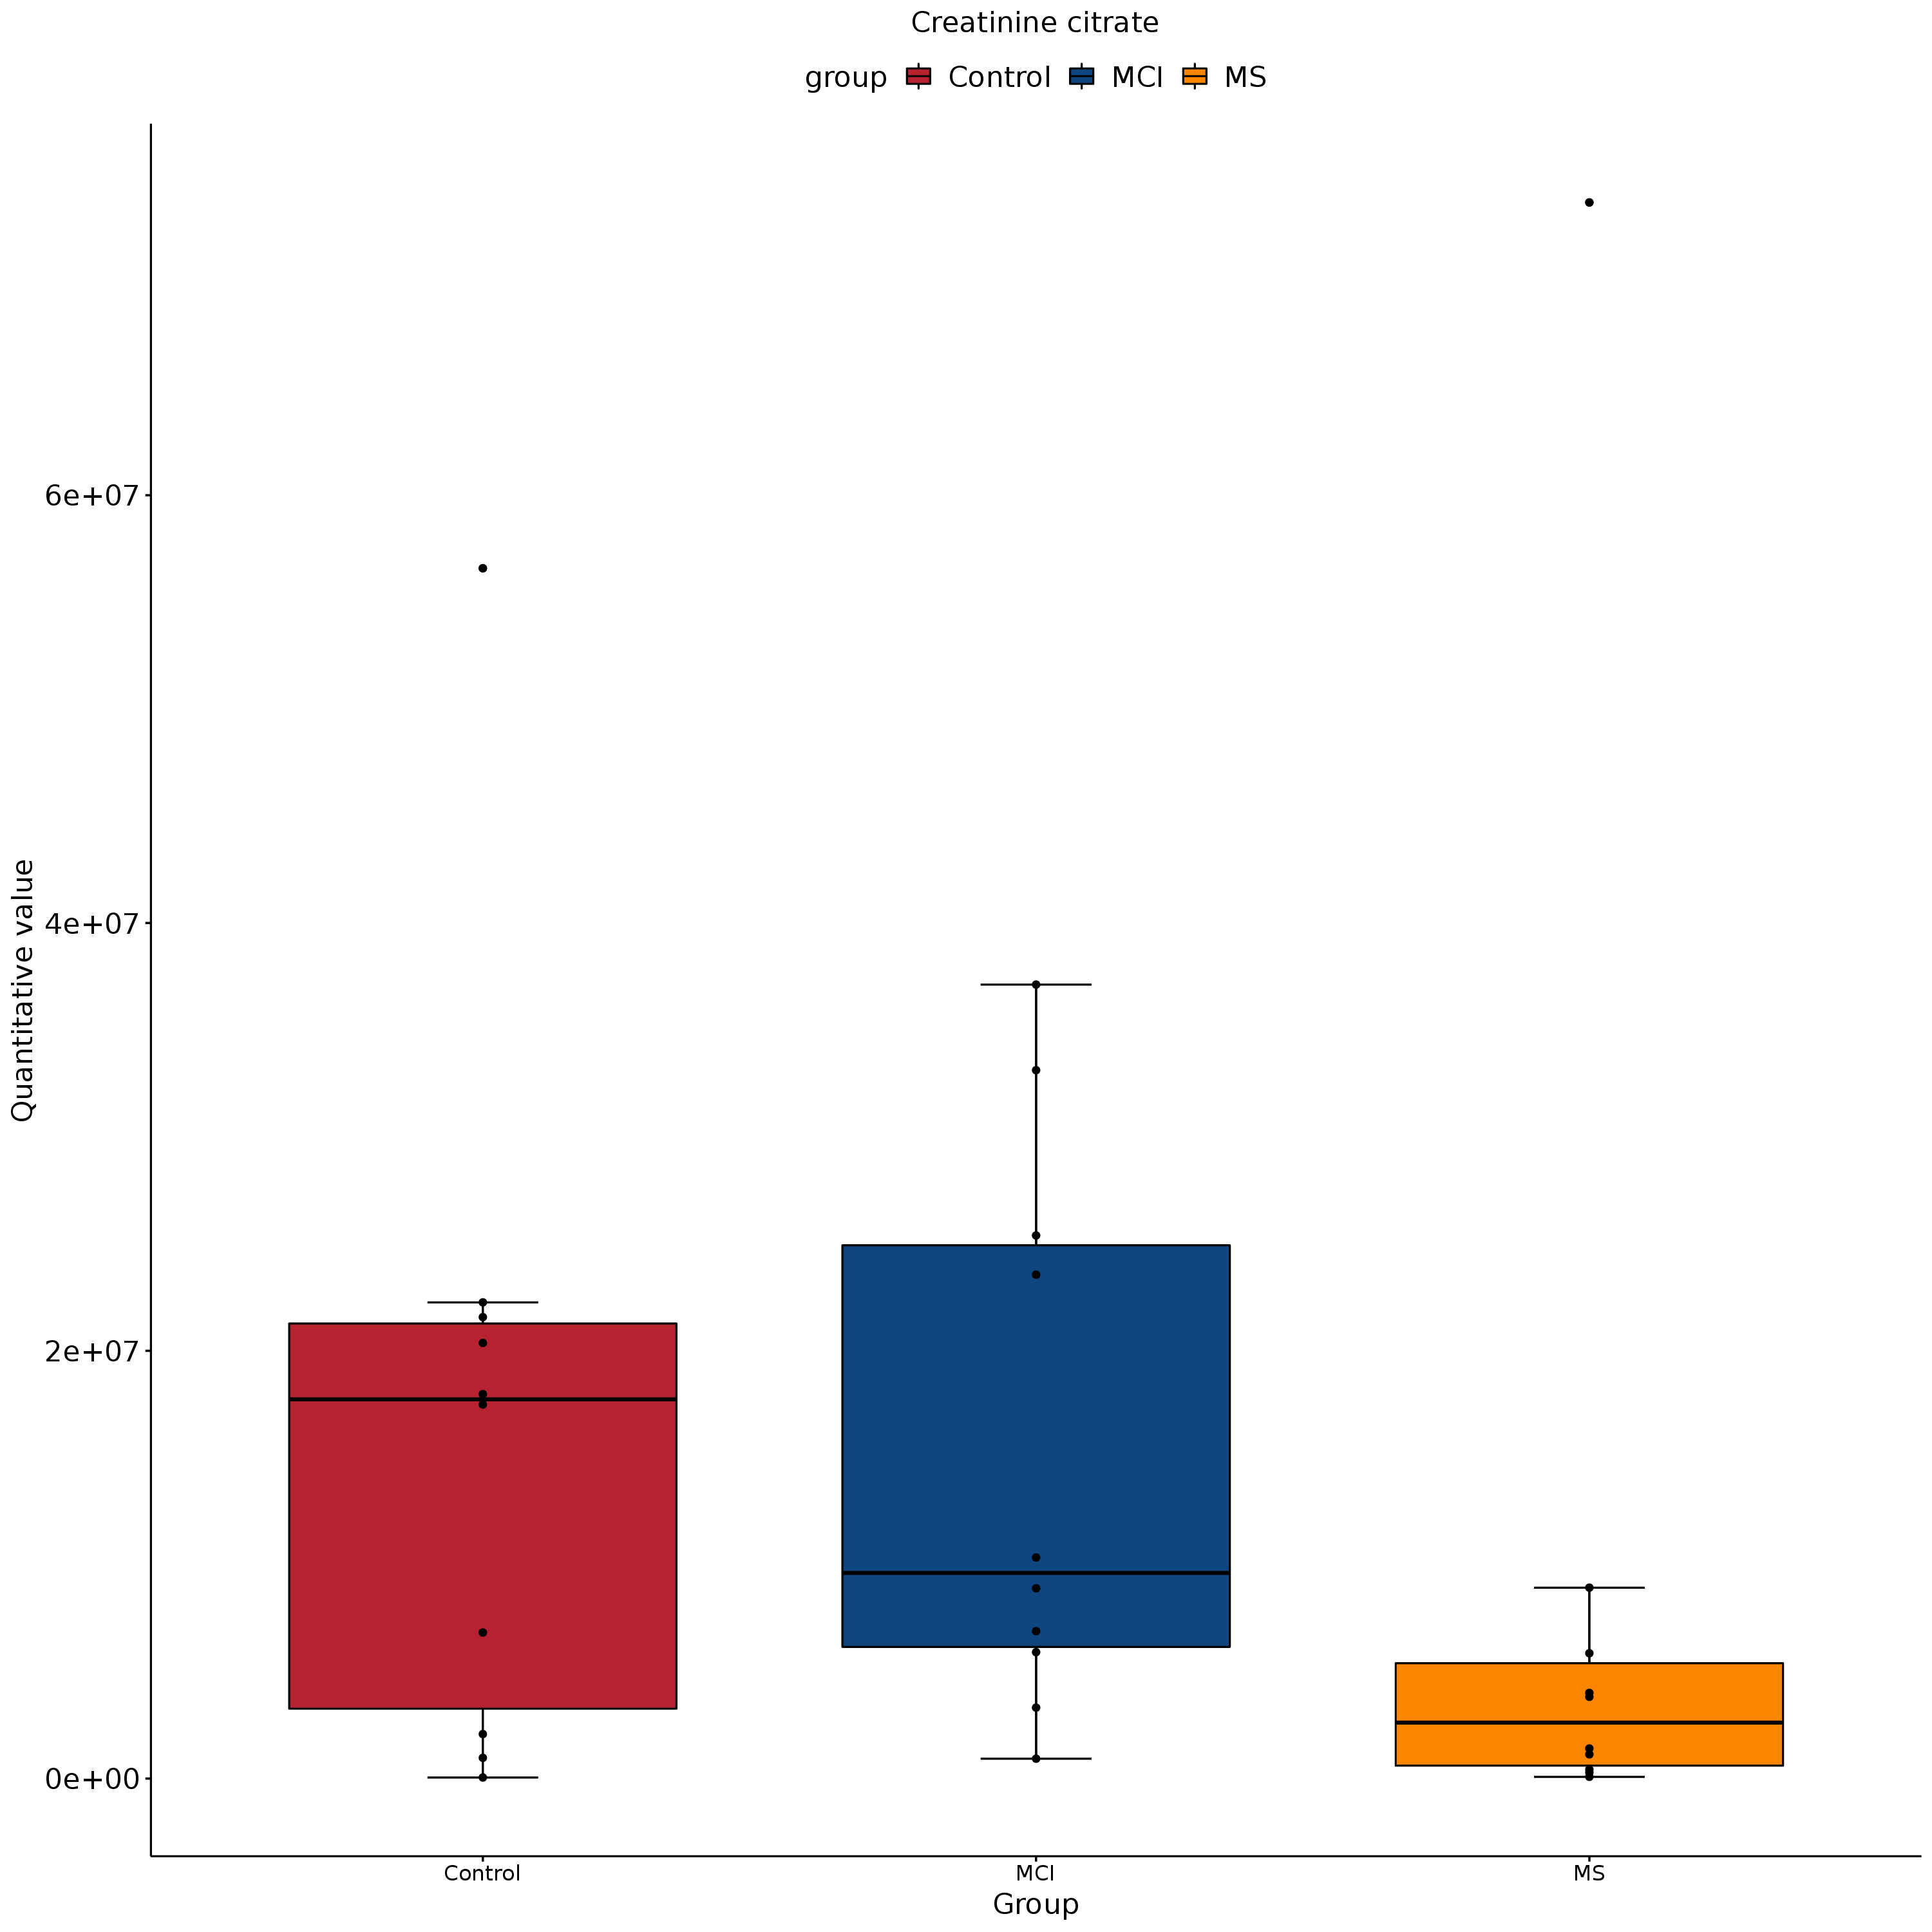 Creatinine citrate
group Control MCI MS
Quantitative value
6e+07
4e+07
2e+07
0e+00
Control MCI MS
Group